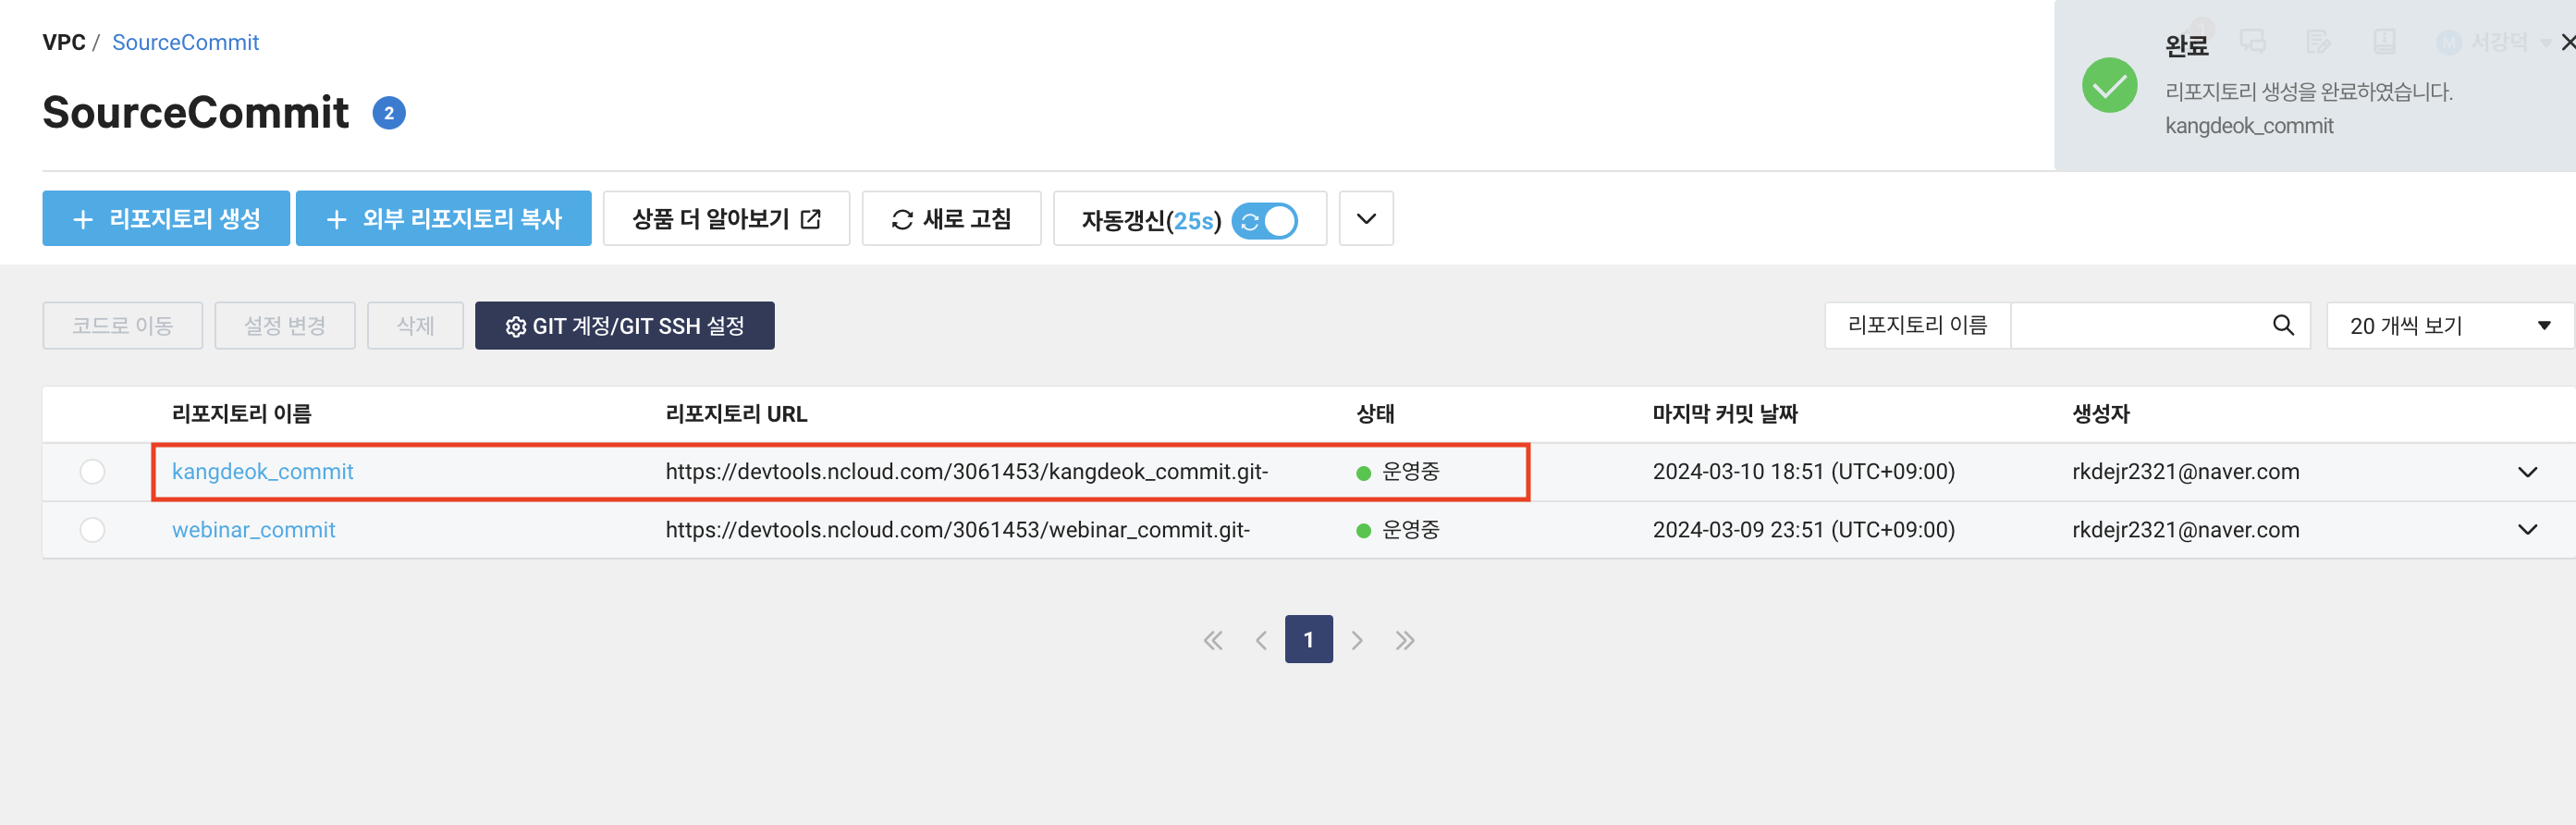 VPC / SourceCommit
SourceCommit 2
완료
리포지토리 생성을 완료하였습니다.
kangdeok_commit
서강덕
+ 리포지토리 생성
+ 외부 리포지토리 복사
상품 더 알아보기
새로 고침
자동갱신(25s)
코드로 이동
설정 변경
삭제
GIT 계정/GIT SSH 설정
리포지토리 이름
20 개씩 보기
리포지토리 이름 리포지토리 URL 상태 마지막 커밋 날짜 생성자
kangdeok_commit https://devtools.ncloud.com/3061453/kangdeok_commit.git- 운영중 2024-03-10 18:51 (UTC+09:00) rkdejr2321@naver.com
webinar_commit https://devtools.ncloud.com/3061453/webinar_commit.git- 운영중 2024-03-09 23:51 (UTC+09:00) rkdejr2321@naver.com
1